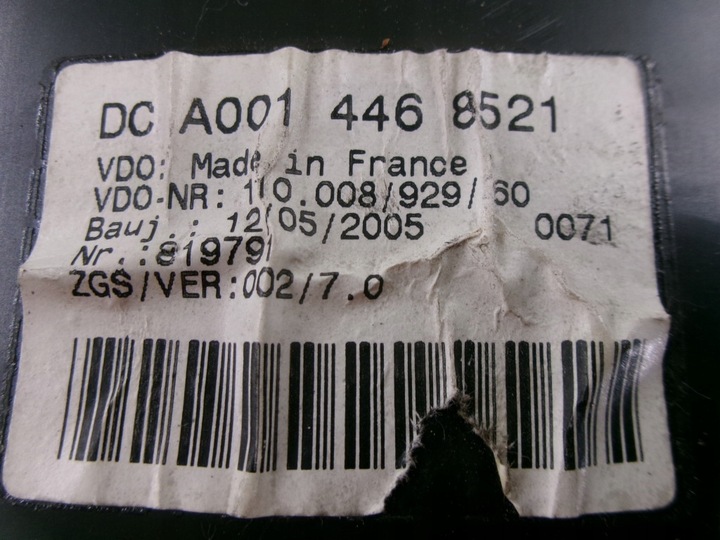 DC A001 446 8521
VDO: Made in France
VDO-NR: 110.008/929/60
Bauj.: 12/05/2005 0071
Nr.:819791
ZGS/VER:002/7.0